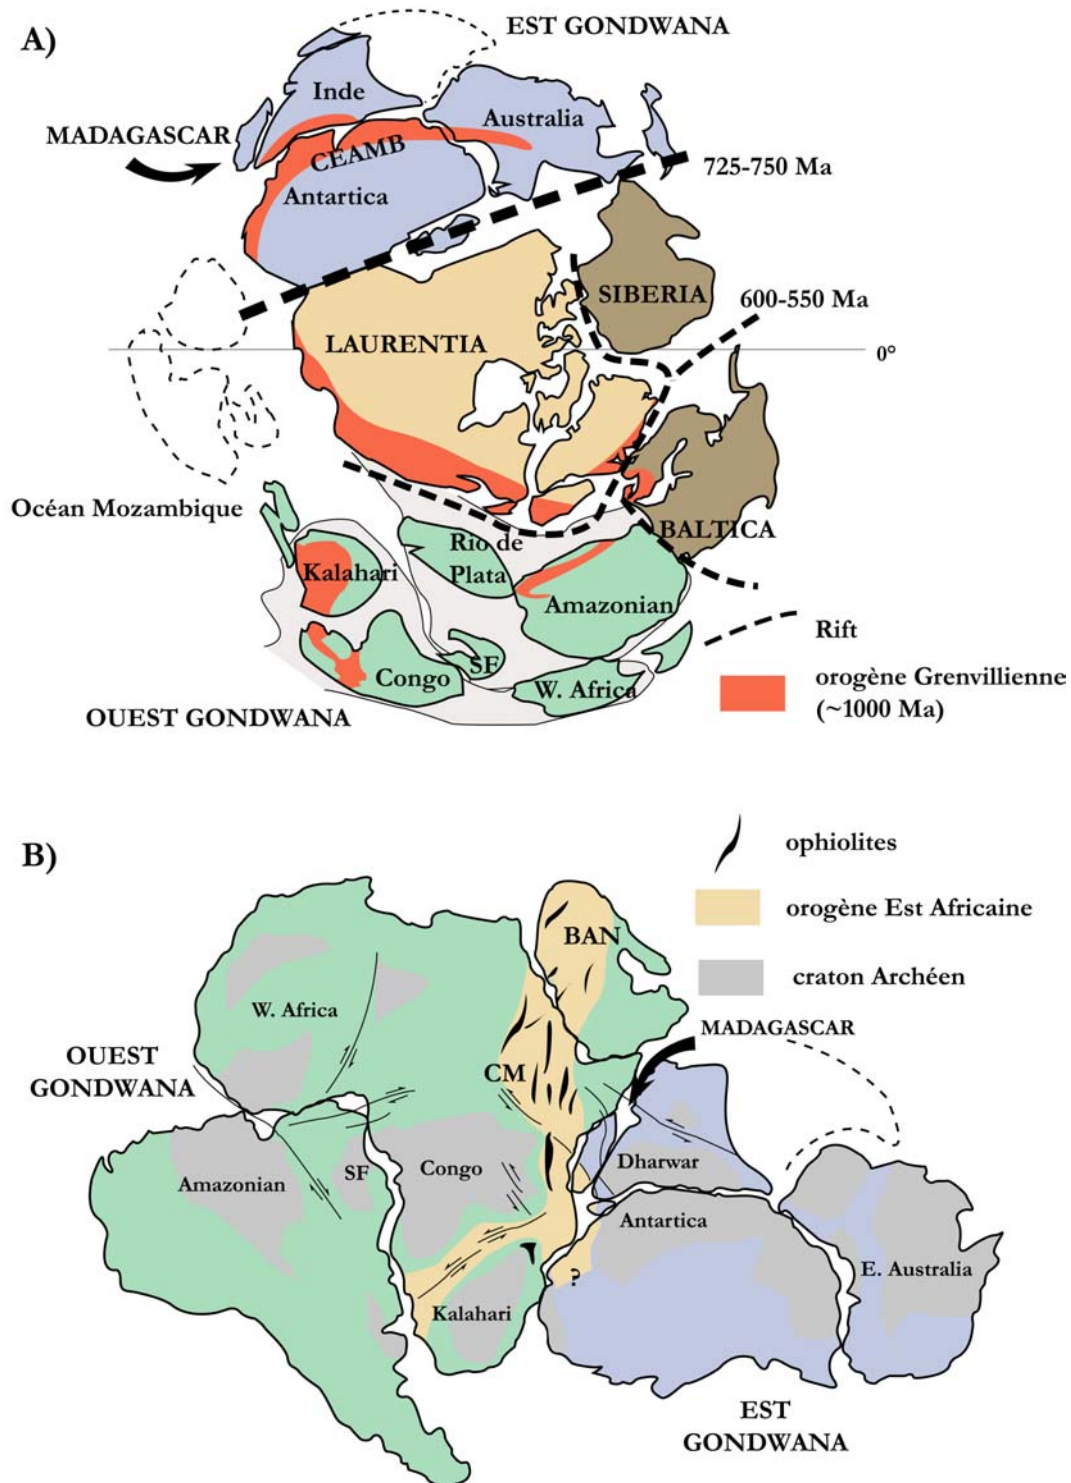 A)
EST GONDWANA
Inde
Australia
MADAGASCAR
CEAMB
Antartica
725-750 Ma
SIBERIA
600-550 Ma
LAURENTIA
0°
Océan Mozambique
BALTICA
Rio de
Plata
Kalahari
Amazonian
Rift
SF
Congo
W. Africa
orogène Grenvillienne
(~1000 Ma)
OUEST GONDWANA
B)
ophiolites
orogène Est Africaine
BAN
craton Archéen
W. Africa
MADAGASCAR
OUEST
GONDWANA
CM
Dharwar
SF
Congo
Amazonian
Antartica
E. Australia
?
Kalahari
EST
GONDWANA